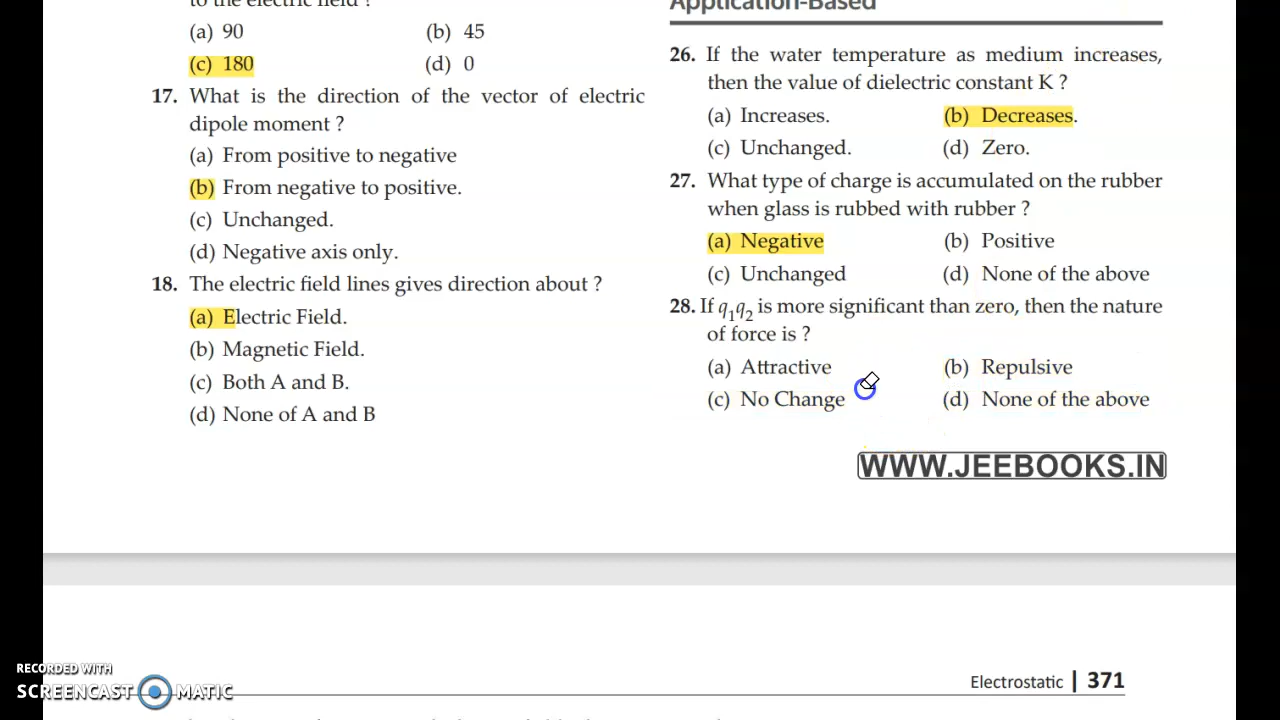 to the electric field ?
(a) 90 (b) 45
(c) 180 (d) 0
17. What is the direction of the vector of electric
dipole moment ?
(a) From positive to negative
(b) From negative to positive.
(c) Unchanged.
(d) Negative axis only.
18. The electric field lines gives direction about ?
(a) Electric Field.
(b) Magnetic Field.
(c) Both A and B.
(d) None of A and B
Application-Based
26. If the water temperature as medium increases,
then the value of dielectric constant K ?
(a) Increases. (b) Decreases.
(c) Unchanged. (d) Zero.
27. What type of charge is accumulated on the rubber
when glass is rubbed with rubber ?
(a) Negative (b) Positive
(c) Unchanged (d) None of the above
28. If q₁q₂ is more significant than zero, then the nature
of force is ?
(a) Attractive (b) Repulsive
(c) No Change (d) None of the above
WWW.JEEBOOKS.IN
Electrostatic | 371
RECORDED WITH
SCREENCAST MATIC